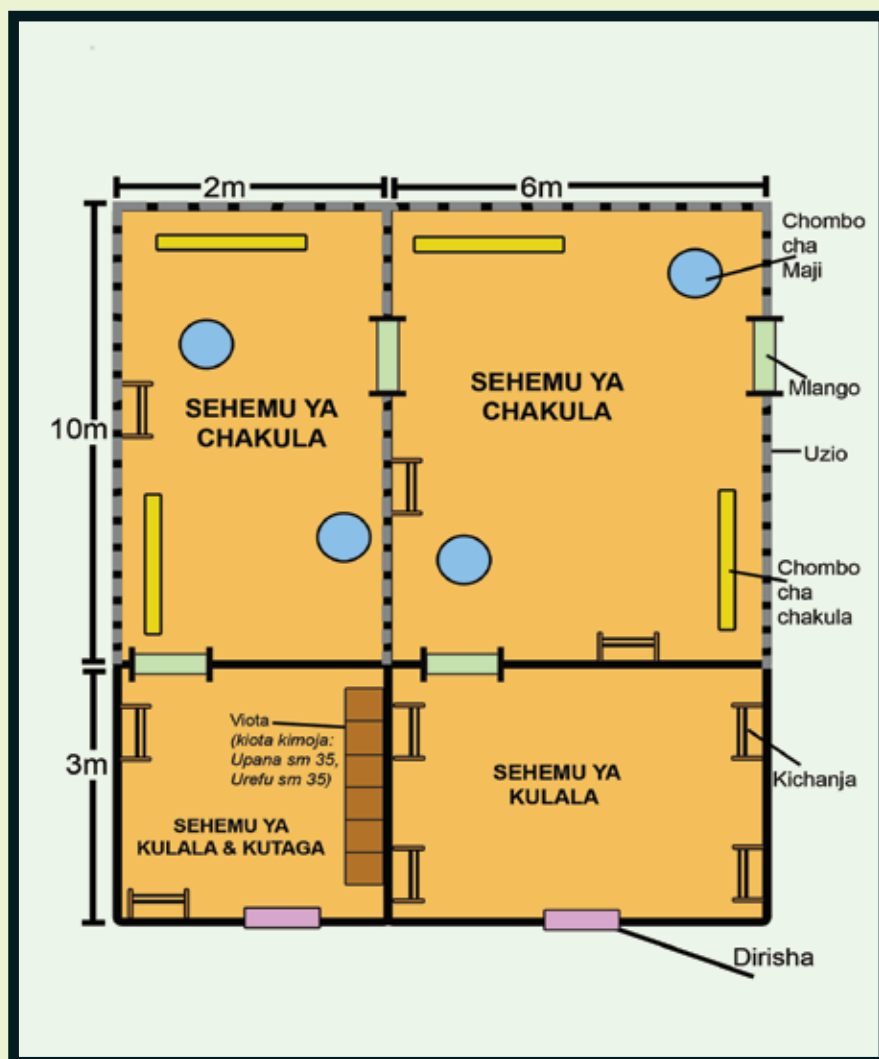 2m
6m
Chombo
cha
Maji
Mlango
10m
SEHEMU YA
CHAKULA
SEHEMU YA
CHAKULA
Uzio
Chombo
cha
chakula
3m
Viota
(kiota kimoja:
Upana sm 35,
Urefu sm 35)
SEHEMU YA
KULALA & KUTAGA
SEHEMU YA
KULALA
Kichanja
Dirisha